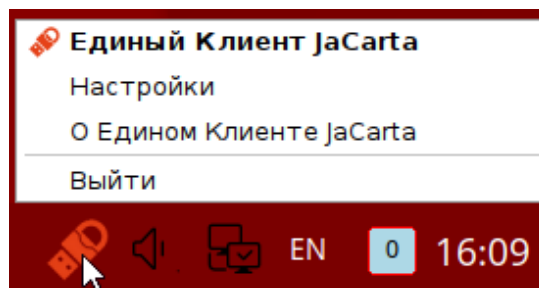 Единый Клиент JaCarta
Настройки
О Едином Клиенте JaCarta
Выйти
EN 0 16:09